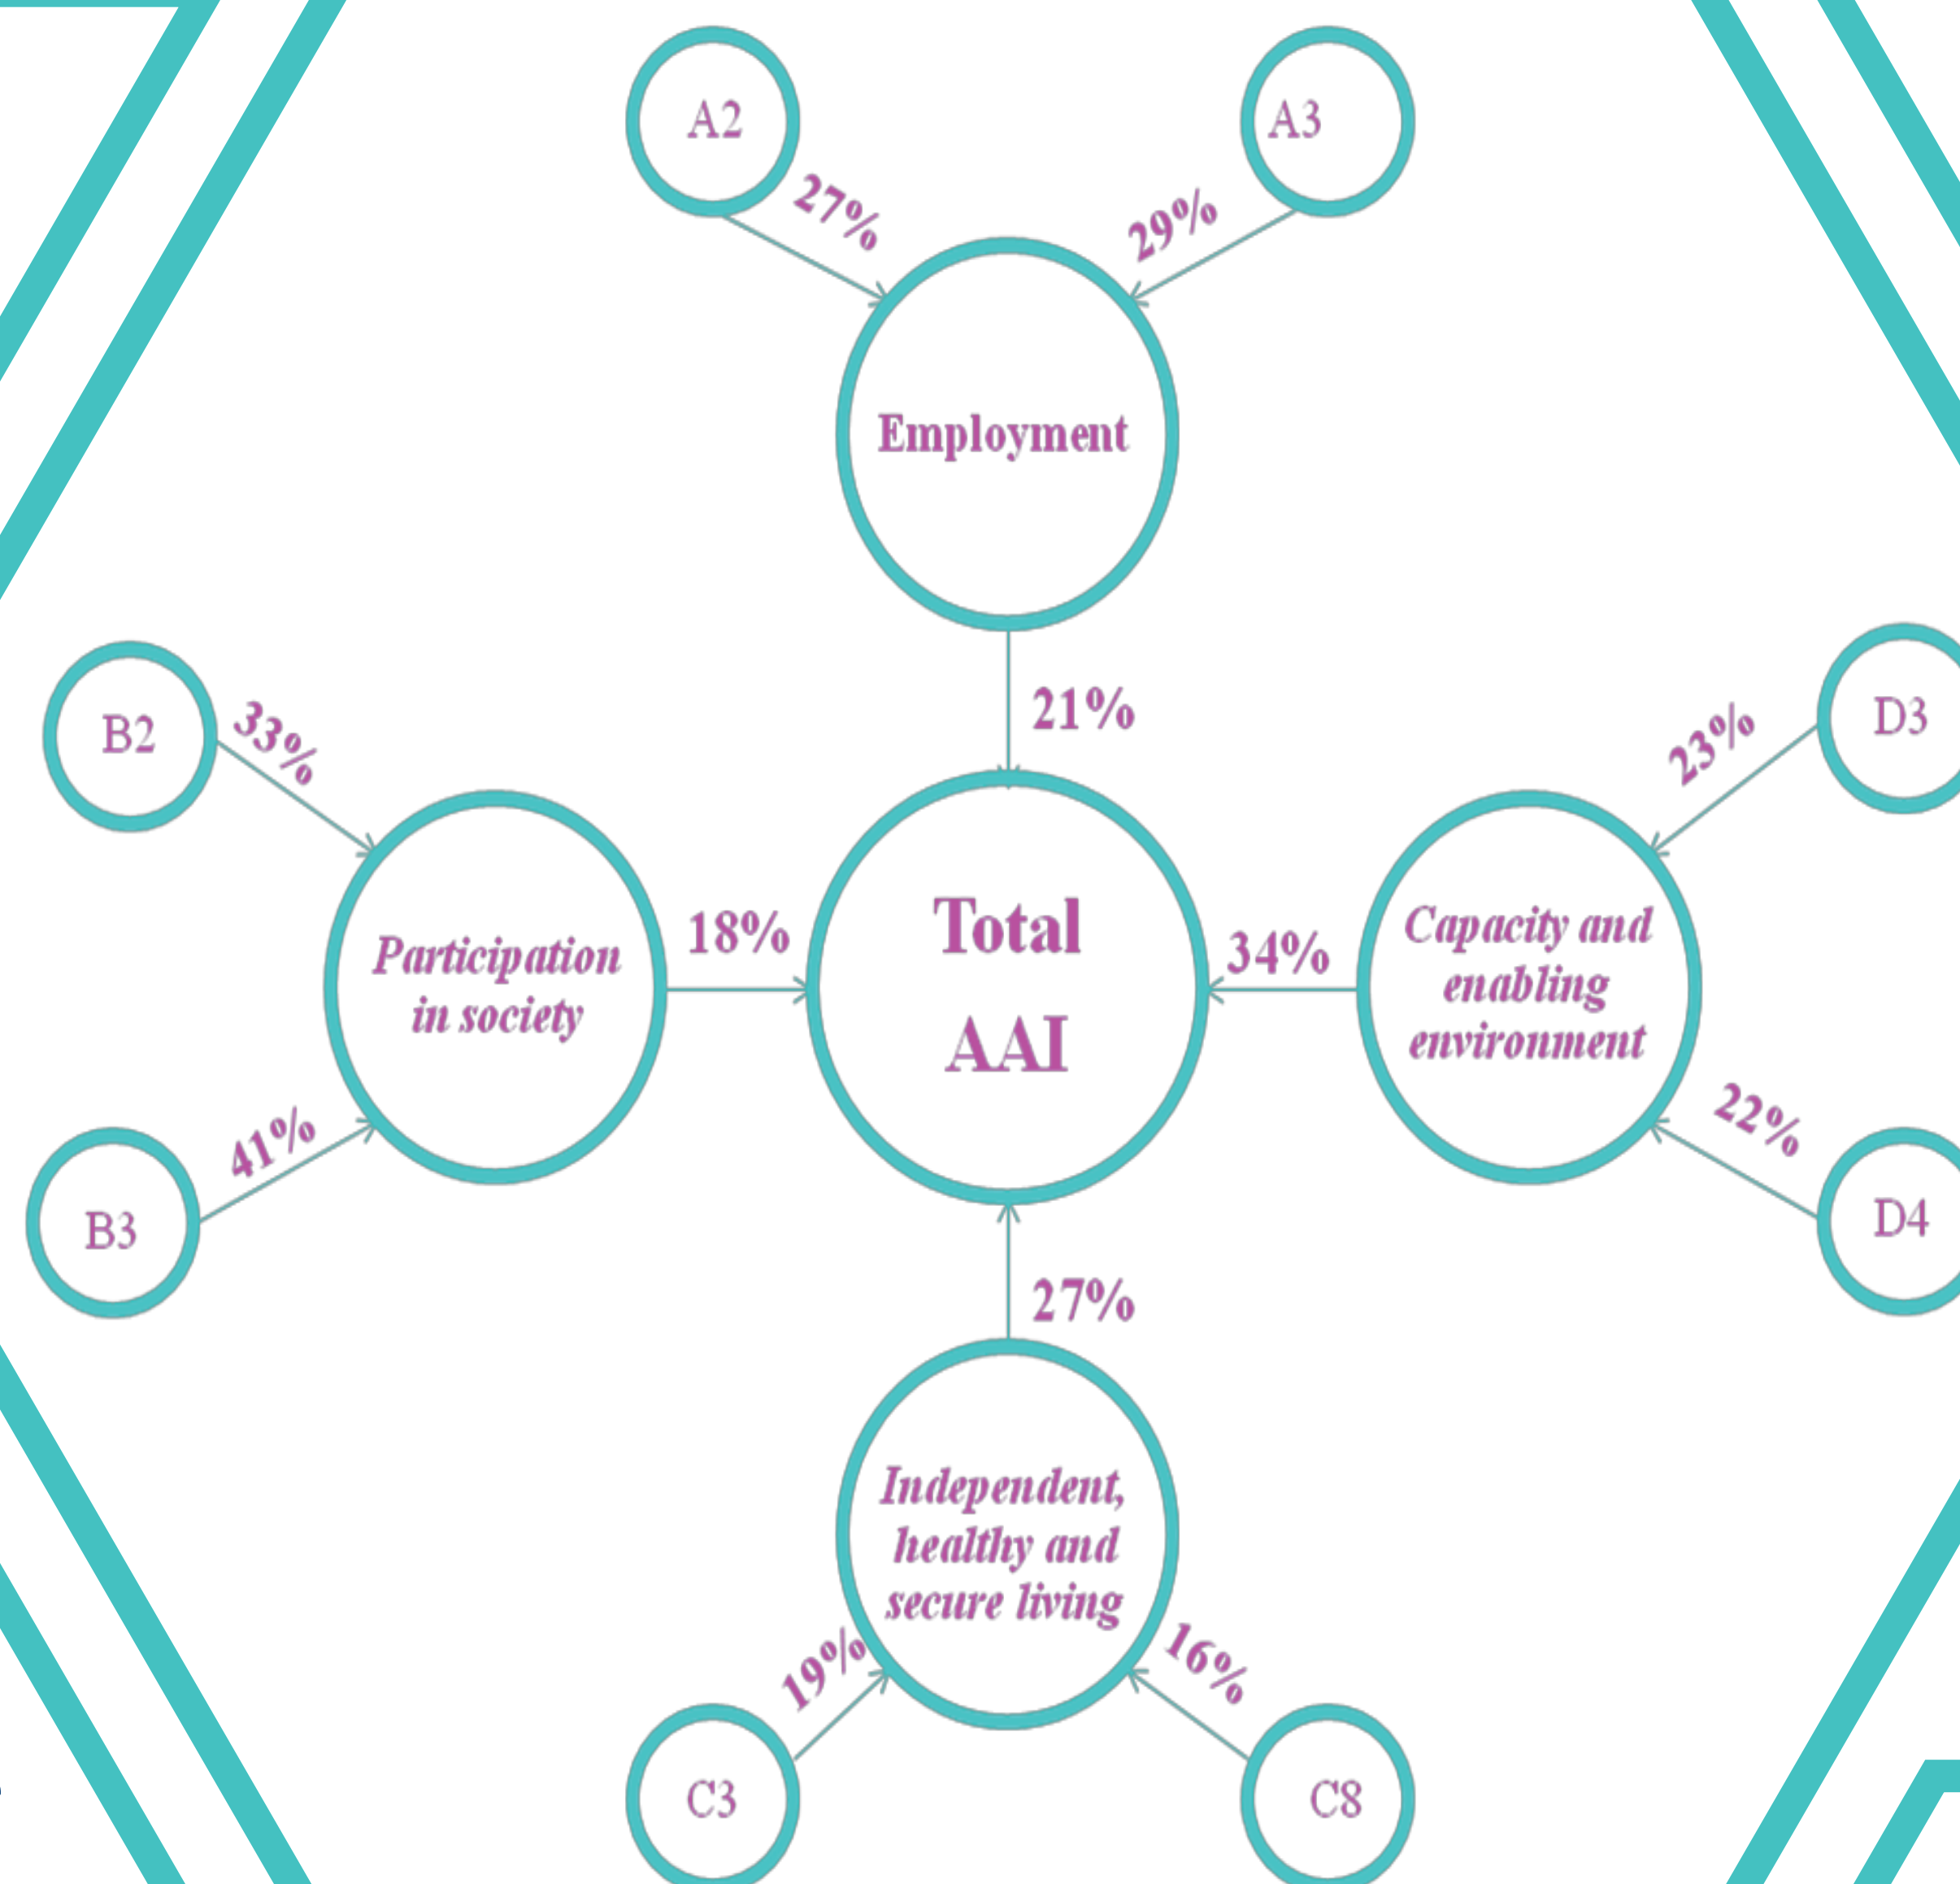 A2
A3
27%
29%
Employment
21%
B2
33%
D3
23%
Participation
in society
18%
Total
AAI
34%
Capacity and
enabling
environment
B3
41%
D4
22%
27%
Independent,
healthy and
secure living
19%
16%
C3
C8